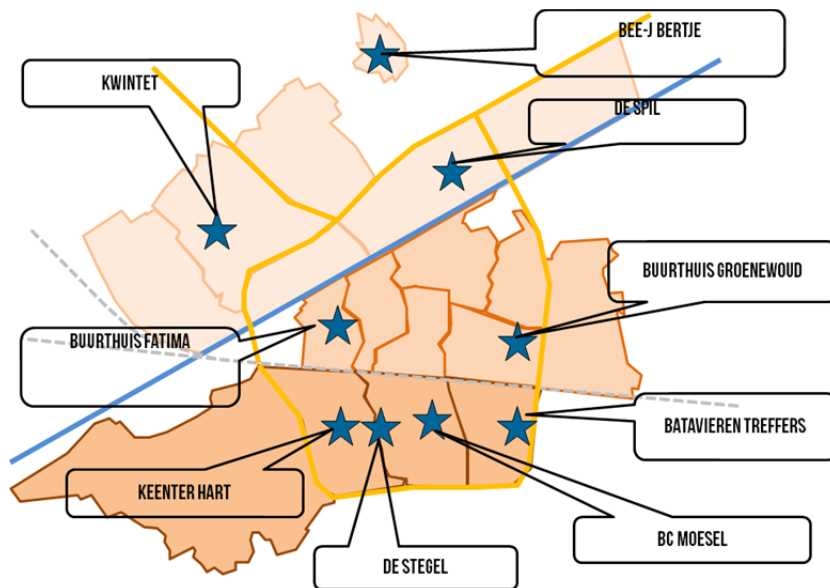 BEE-J BERTJE
KWINTET
DE SPIL
BUURTHUIS GROENEWOUD
BUURTHUIS FATIMA
BATAVIEREN TREFFERS
KEENTER HART
BC MOESEL
DE STEGEL